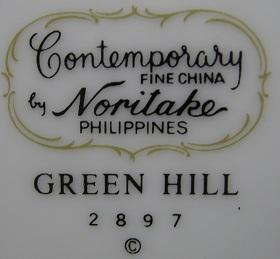 Contemporary
FINE CHINA
by Noritake
PHILIPPINES
GREEN HILL
2897
©